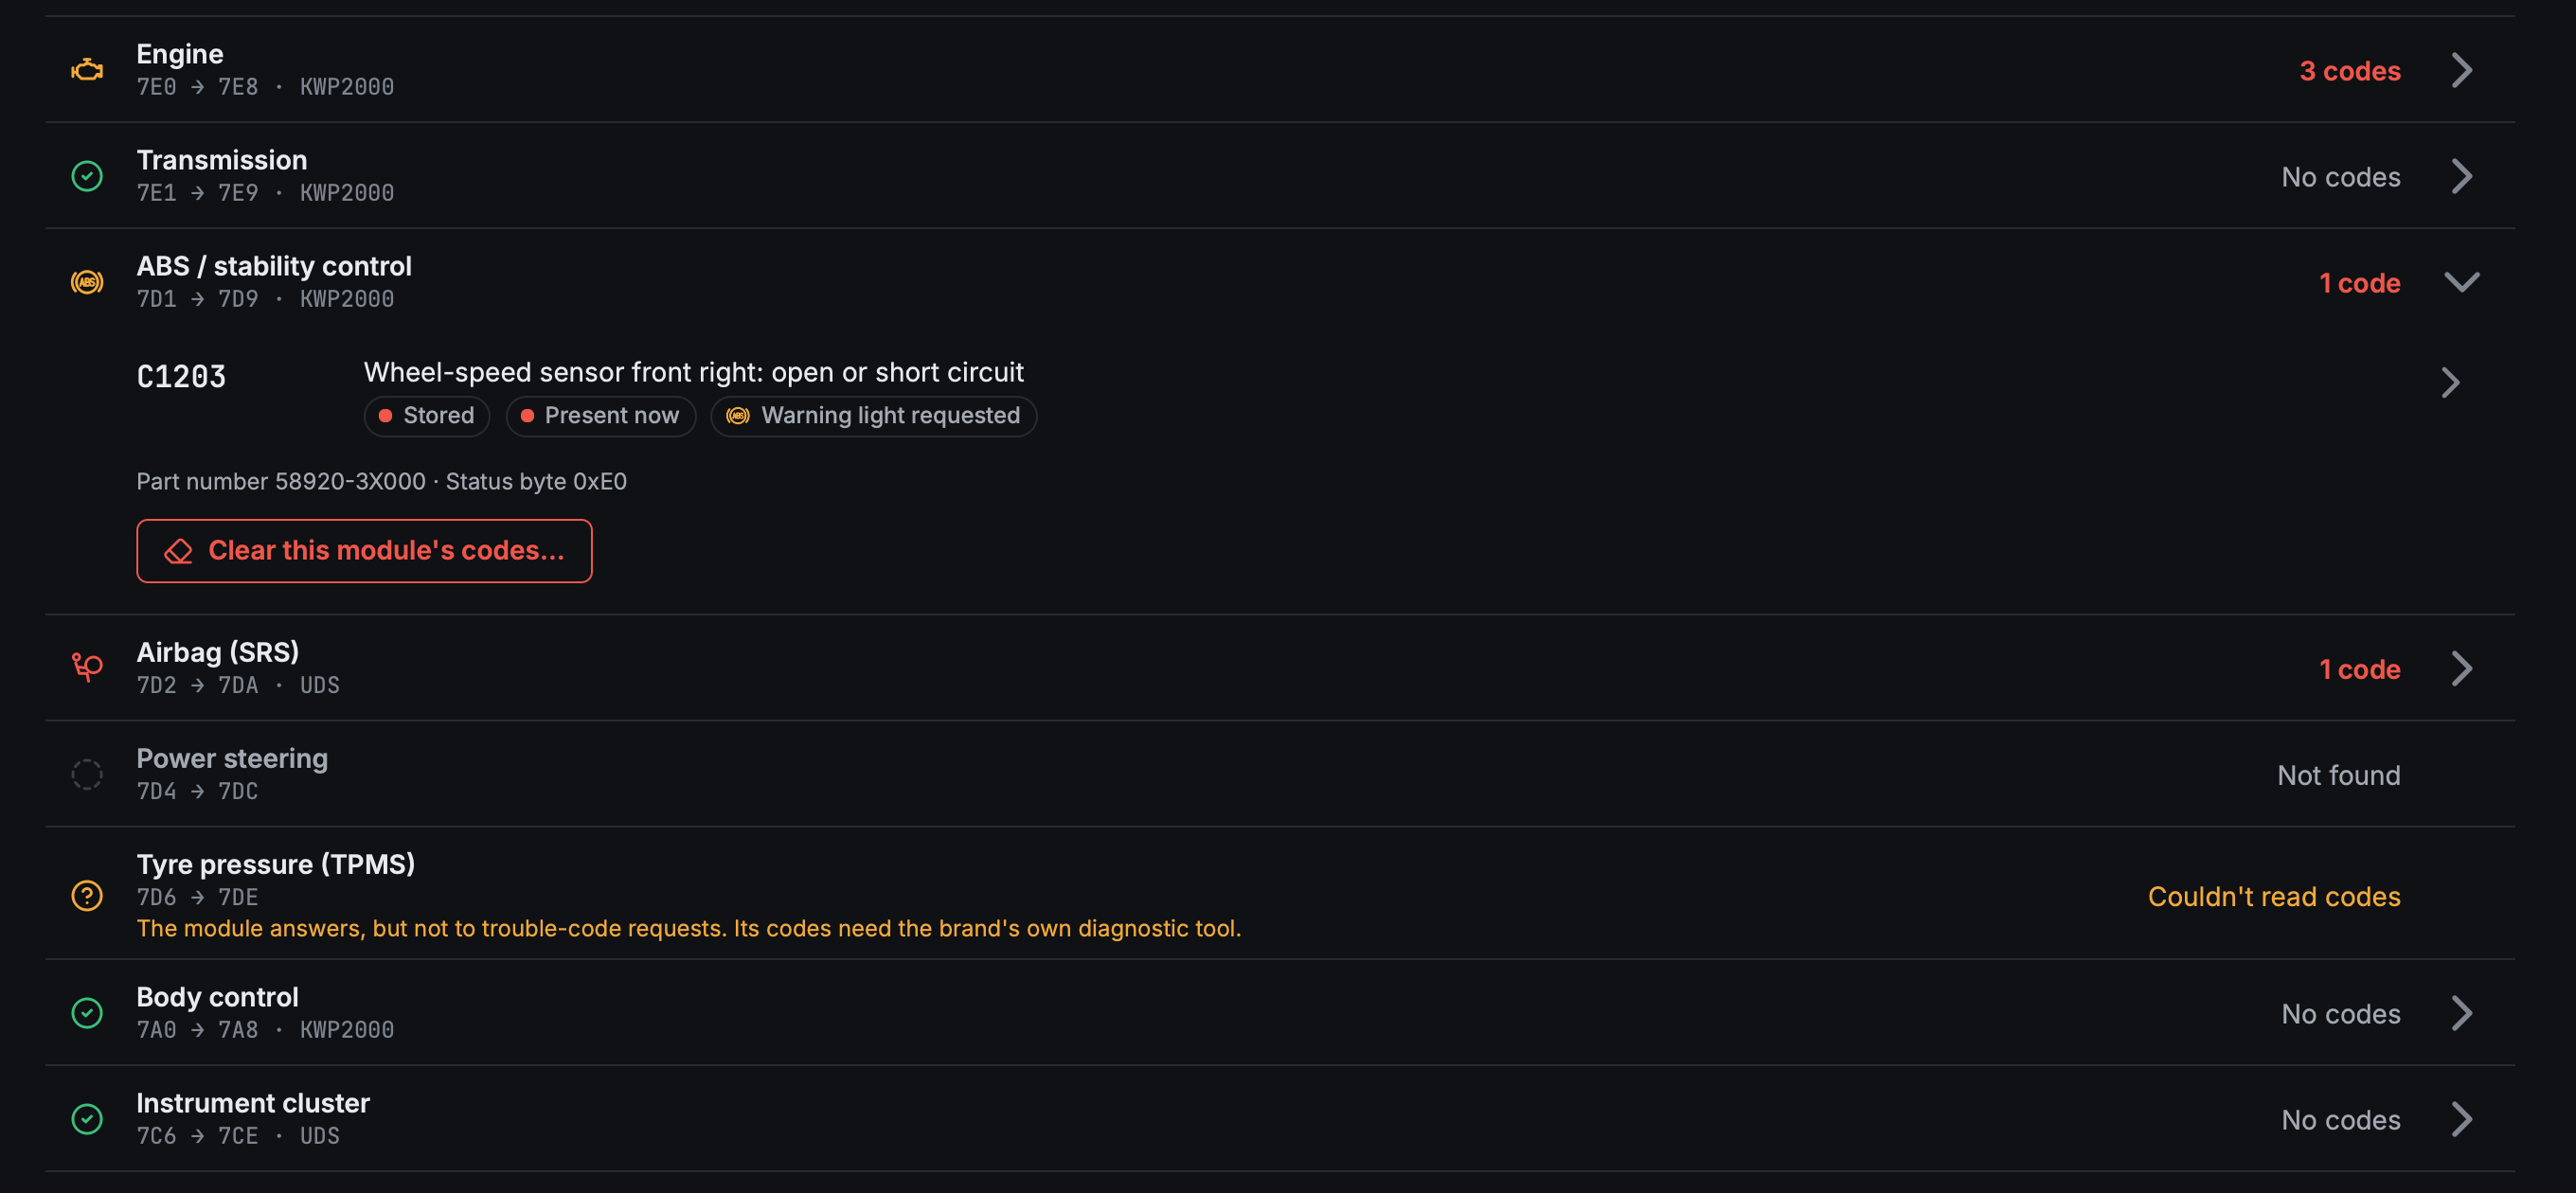 Engine
7E0 → 7E8 · KWP2000
3 codes
Transmission
7E1 → 7E9 · KWP2000
No codes
ABS / stability control
7D1 → 7D9 · KWP2000
1 code
C1203
Wheel-speed sensor front right: open or short circuit
Stored
Present now
ABS
Warning light requested
Part number 58920-3X000 · Status byte 0xE0
Clear this module's codes...
Airbag (SRS)
7D2 → 7DA · UDS
1 code
Power steering
7D4 → 7DC
Not found
Tyre pressure (TPMS)
7D6 → 7DE
The module answers, but not to trouble-code requests. Its codes need the brand's own diagnostic tool.
Couldn't read codes
Body control
7A0 → 7A8 · KWP2000
No codes
Instrument cluster
7C6 → 7CE · UDS
No codes